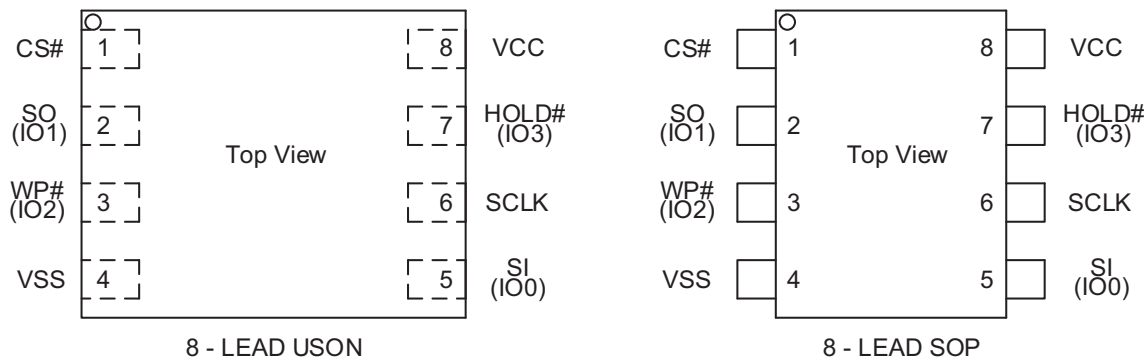 CS#
1
8
VCC
SO
(IO1)
2
7
HOLD#
(IO3)
Top View
WP#
(IO2)
3
6
SCLK
VSS
4
5
SI
(IO0)
8 - LEAD USON
CS#
1
8
VCC
SO
(IO1)
2
7
HOLD#
(IO3)
Top View
WP#
(IO2)
3
6
SCLK
VSS
4
5
SI
(IO0)
8 - LEAD SOP